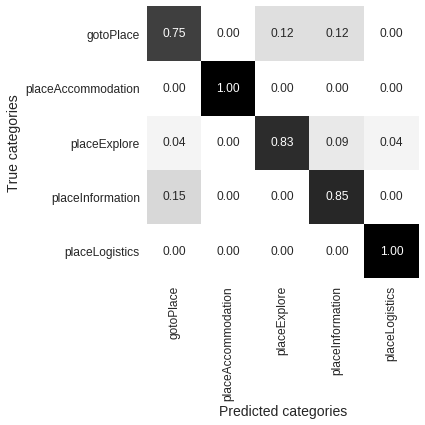 gotoPlace 0.75 0.00 0.12 0.12 0.00
placeAccommodation 0.00 1.00 0.00 0.00 0.00
placeExplore 0.04 0.00 0.83 0.09 0.04
placeInformation 0.15 0.00 0.00 0.85 0.00
placeLogistics 0.00 0.00 0.00 0.00 1.00
True categories
gotoPlace
placeAccommodation
placeExplore
placeInformation
placeLogistics
Predicted categories